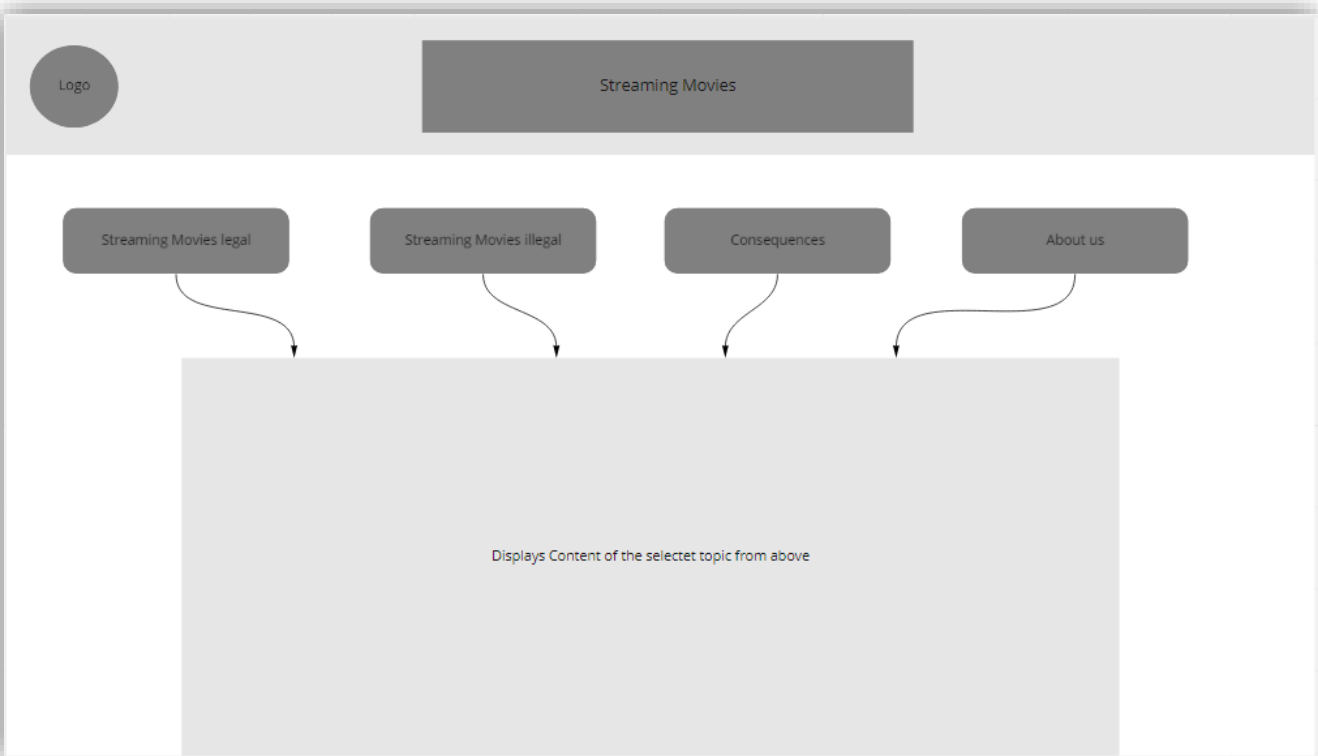 Logo
Streaming Movies
Streaming Movies legal
Streaming Movies illegal
Consequences
About us
Displays Content of the selectet topic from above